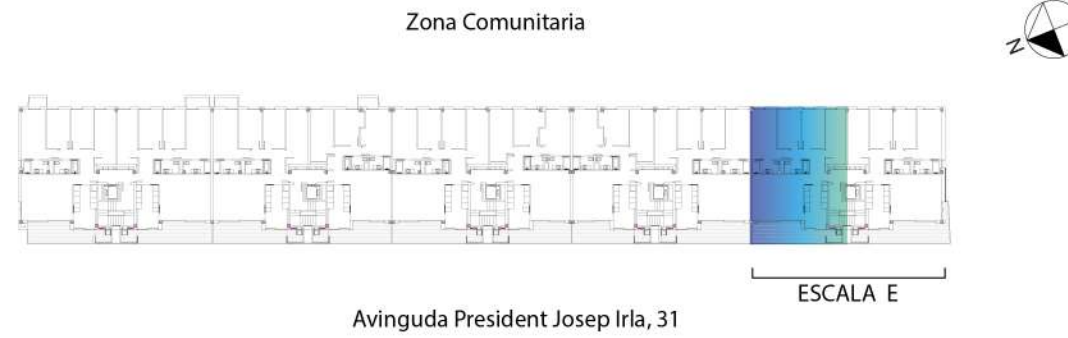 Zona Comunitaria
N
ESCALA E
Avinguda President Josep Irla, 31